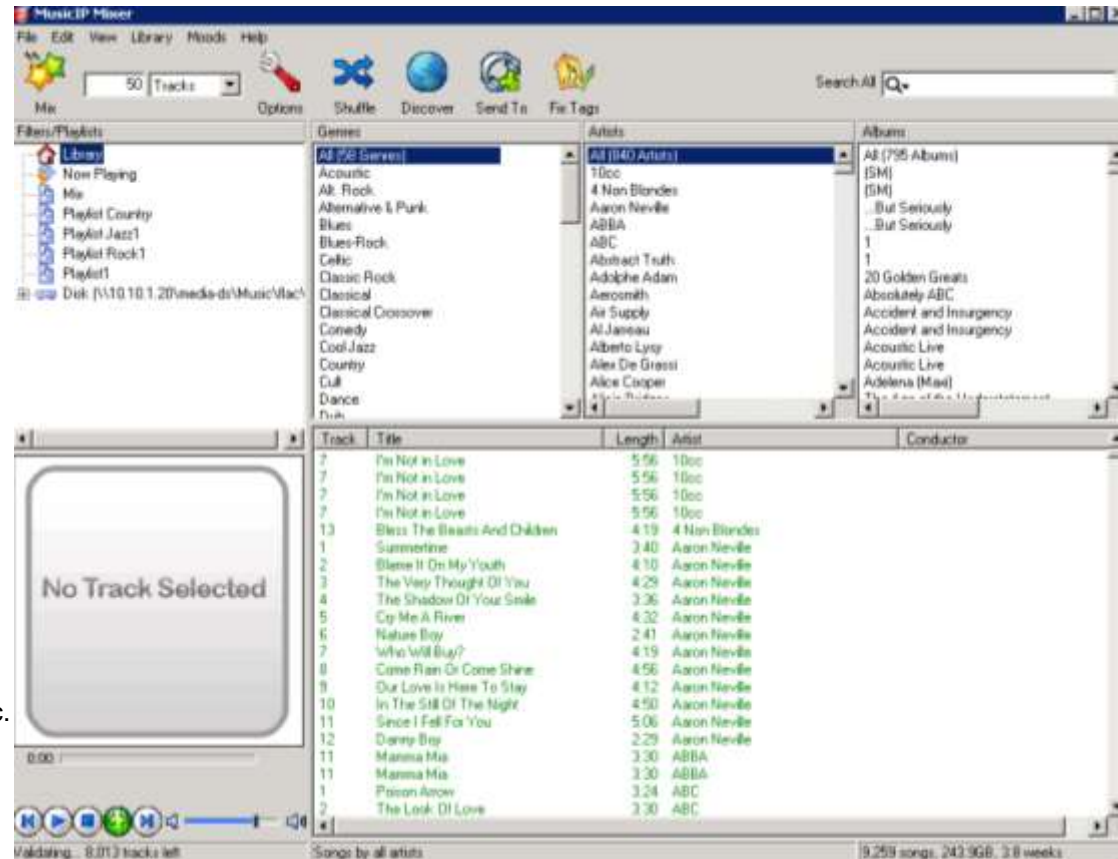 MusicIP Mixer
File Edit View Library Moods Help
50 Tracks
Mix Options Shuffle Discover Send To Fix Tags
Search All
Filters/Playlists
Library
Now Playing
Mix
Playlist Country
Playlist Jazz1
Playlist Rock1
Playlist1
Disk (\\10.10.1.20\media-ds\Music\flac\
Genres
All (58 Genres)
Acoustic
Alt. Rock
Alternative & Punk
Blues
Blues-Rock
Celtic
Classic Rock
Classical
Classical Crossover
Comedy
Cool Jazz
Country
Cult
Dance
Dub
Artists
All (840 Artists)
10cc
4 Non Blondes
Aaron Neville
ABBA
ABC
Abstract Truth
Adolphe Adam
Aerosmith
Air Supply
Al Jarreau
Alberto Lysy
Alex De Grassi
Alice Cooper
Albums
All (795 Albums)
(SM)
(SM)
...But Seriously
...But Seriously
1
1
20 Golden Greats
Absolutely ABC
Accident and Insurgency
Accident and Insurgency
Acoustic Live
Acoustic Live
Adelena (Maxi)
The Age of the Understatement
Track Title Length Artist Conductor
7 I'm Not in Love 5:56 10cc
7 I'm Not in Love 5:56 10cc
7 I'm Not in Love 5:56 10cc
7 I'm Not in Love 5:56 10cc
13 Bless The Beasts And Children 4:19 4 Non Blondes
1 Summertime 3:40 Aaron Neville
2 Blame It On My Youth 4:10 Aaron Neville
3 The Very Thought Of You 4:29 Aaron Neville
4 The Shadow Of Your Smile 3:36 Aaron Neville
5 Cry Me A River 4:32 Aaron Neville
6 Nature Boy 2:41 Aaron Neville
7 Who Will Buy? 4:19 Aaron Neville
8 Come Rain Or Come Shine 4:56 Aaron Neville
9 Our Love Is Here To Stay 4:12 Aaron Neville
10 In The Still Of The Night 4:50 Aaron Neville
11 Since I Fell For You 5:06 Aaron Neville
12 Danny Boy 2:29 Aaron Neville
11 Mamma Mia 3:30 ABBA
11 Mamma Mia 3:30 ABBA
1 Poison Arrow 3:24 ABC
2 The Look Of Love 3:30 ABC
No Track Selected
c.
0:00
Validating... 8,013 tracks left
Songs by all artists
9,259 songs, 243.9GB, 3.8 weeks